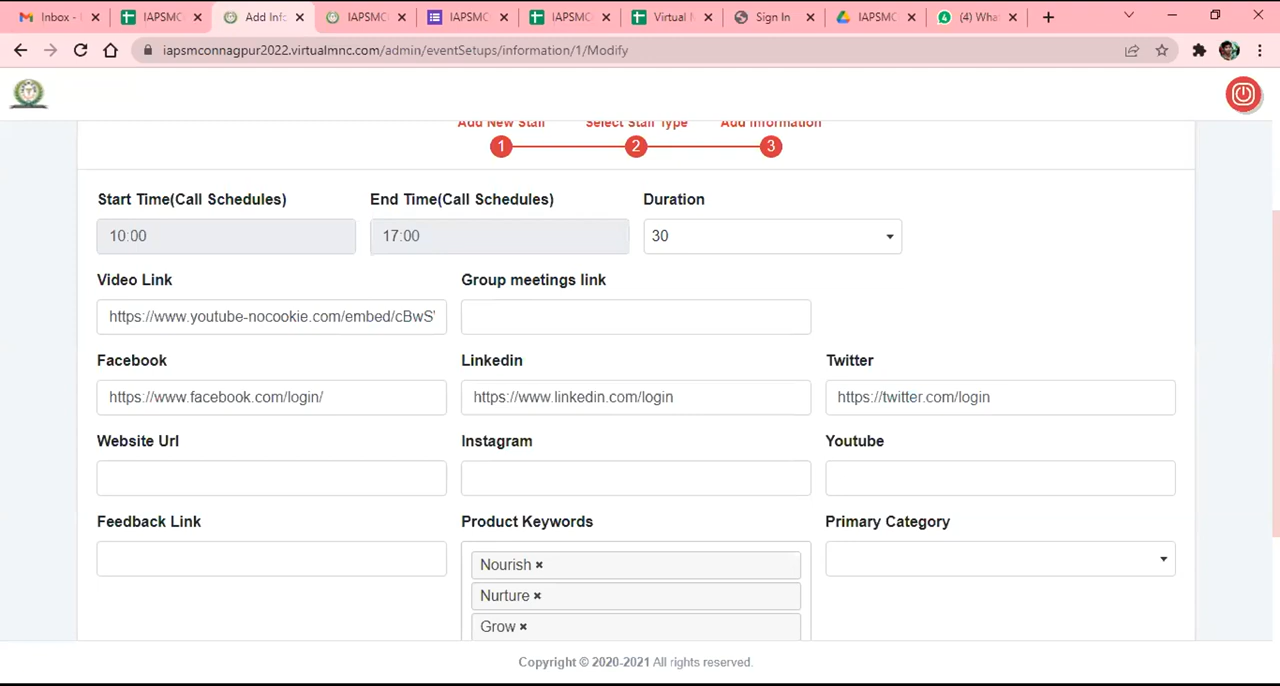 Inbox -
IAPSMC
Add Info
IAPSMC
IAPSMC
IAPSMC
Virtual M
Sign In
IAPSMC
(4) What
iapsmconnagpur2022.virtualmnc.com/admin/eventSetups/information/1/Modify
Add New Stall Select Stall Type Add Information
1 2 3
Start Time(Call Schedules) End Time(Call Schedules) Duration
10:00 17:00 30
Video Link Group meetings link
https://www.youtube-nocookie.com/embed/cBwS'
Facebook Linkedin Twitter
https://www.facebook.com/login/ https://www.linkedin.com/login https://twitter.com/login
Website Url Instagram Youtube
Feedback Link Product Keywords Primary Category
Nourish ×
Nurture ×
Grow ×
Copyright © 2020-2021 All rights reserved.